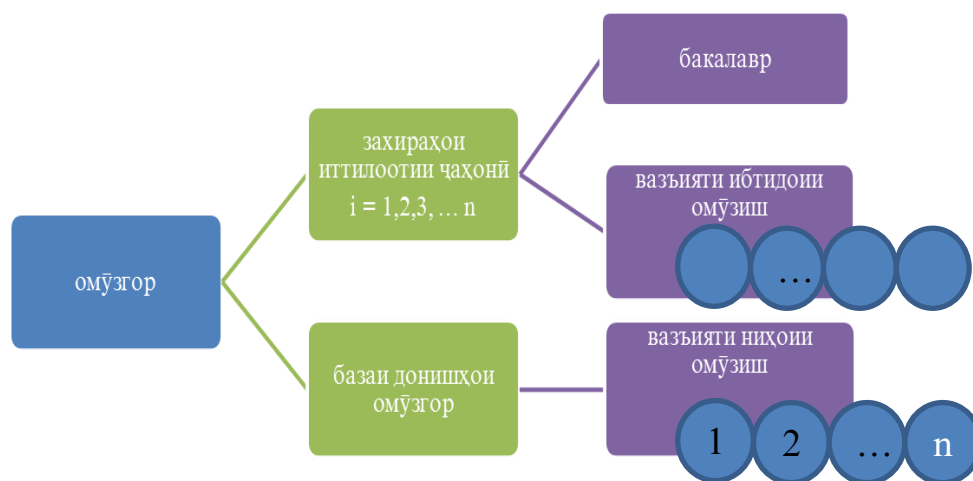 омӯзгор
захираҳои
иттилоотии ҷаҳонӣ
i = 1,2,3, … n
базаи донишҳои
омӯзгор
бакалавр
вазъияти ибтидоии
омӯзиш
…
вазъияти ниҳоии
омӯзиш
1 2 … n